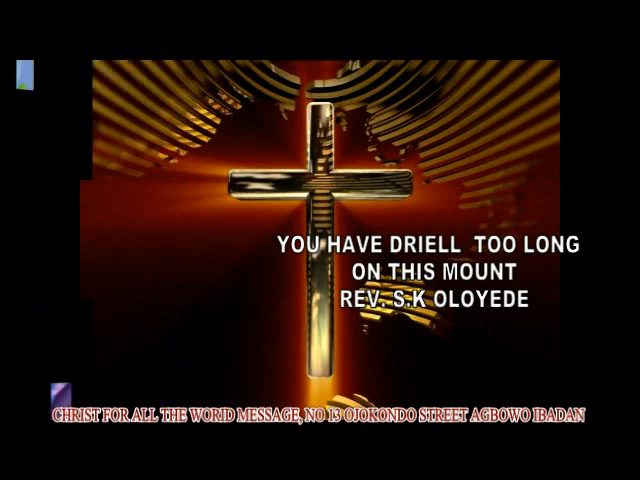 YOU HAVE DRIELL TOO LONG
ON THIS MOUNT
REV. S.K OLOYEDE
CHRIST FOR ALL THE WORID MESSAGE, NO 13 OJOKONDO STREET AGBOWO IBADAN